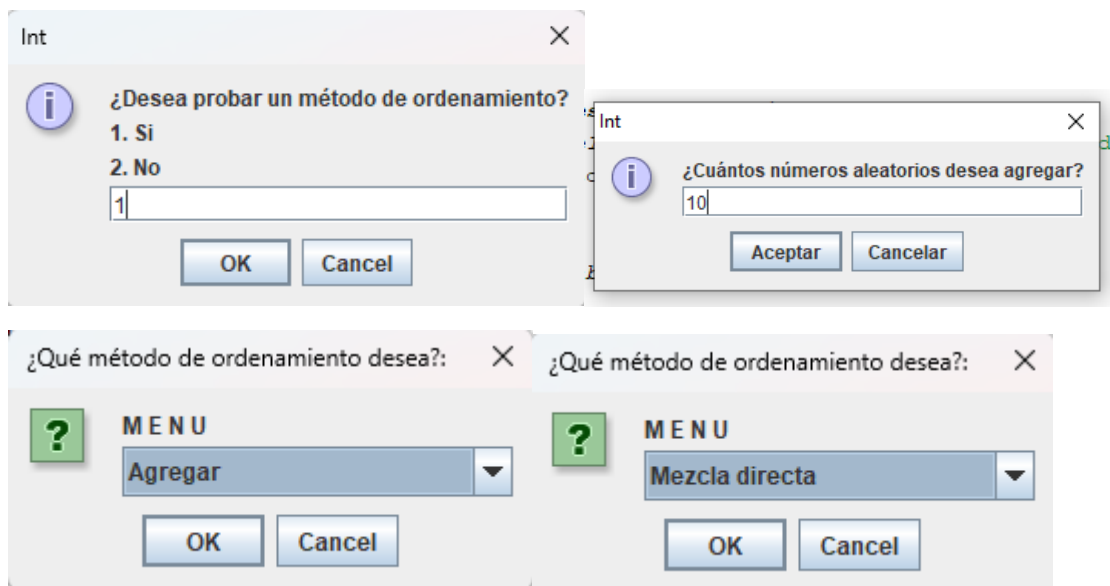 Int
¿Desea probar un método de ordenamiento?
1. Si
2. No
1
OK
Cancel
Int
¿Cuántos números aleatorios desea agregar?
10
Aceptar
Cancelar
¿Qué método de ordenamiento desea?:
M E N U
Agregar
OK
Cancel
¿Qué método de ordenamiento desea?:
M E N U
Mezcla directa
OK
Cancel